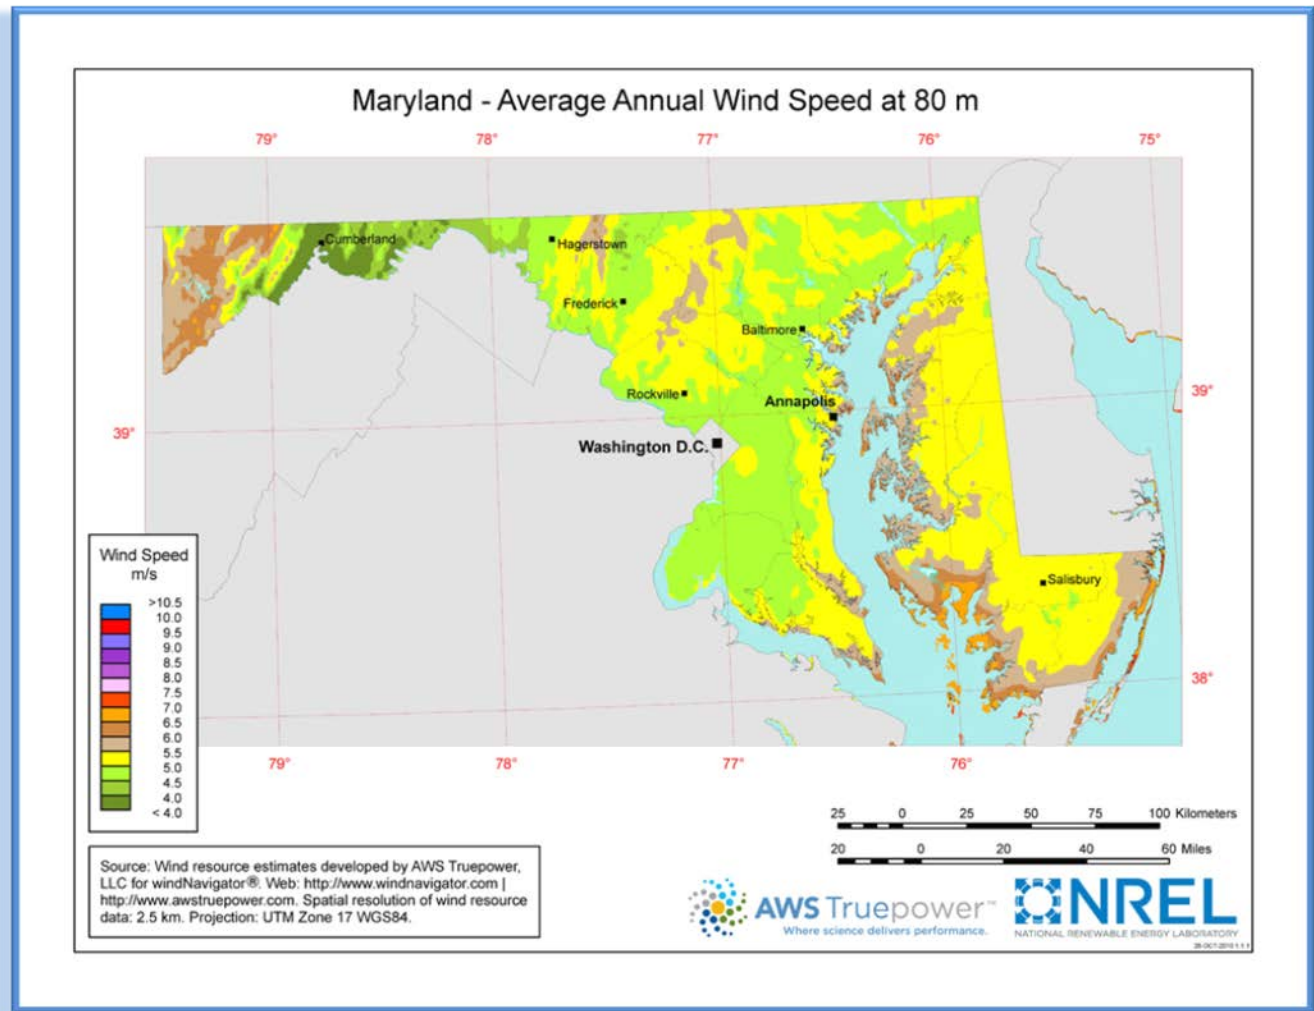 Maryland - Average Annual Wind Speed at 80 m
79° 78° 77° 76° 75°
Cumberland
Hagerstown
Frederick
Baltimore
Rockville
Annapolis
39°
39°
Washington D.C.
Salisbury
38°
79° 78° 77° 76°
Wind Speed
m/s
>10.5
10.0
9.5
9.0
8.5
8.0
7.5
7.0
6.5
6.0
5.5
5.0
4.5
4.0
< 4.0
25 0 25 50 75 100 Kilometers
20 0 20 40 60 Miles
Source: Wind resource estimates developed by AWS Truepower,
LLC for windNavigator®. Web: http://www.windnavigator.com |
http://www.awstruepower.com. Spatial resolution of wind resource
data: 2.5 km. Projection: UTM Zone 17 WGS84.
AWS Truepower™
Where science delivers performance.
NREL
NATIONAL RENEWABLE ENERGY LABORATORY